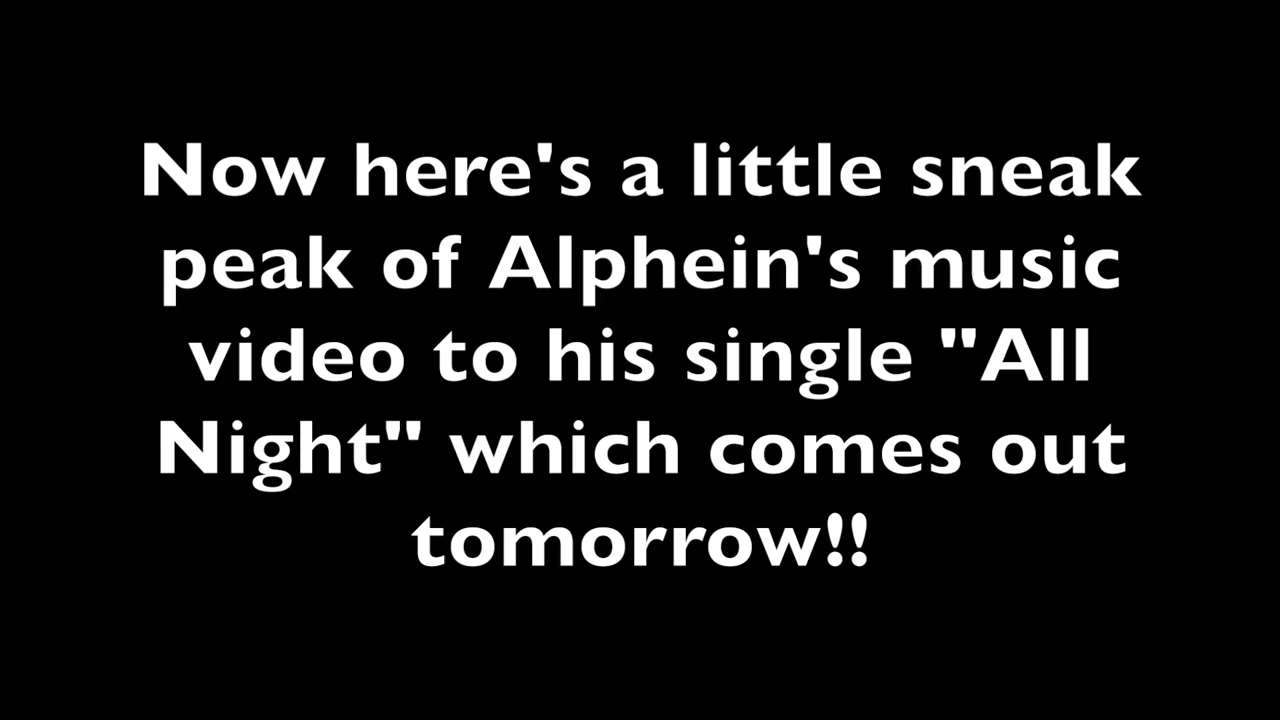 Now here's a little sneak
peak of Alphein's music
video to his single "All
Night" which comes out
tomorrow!!